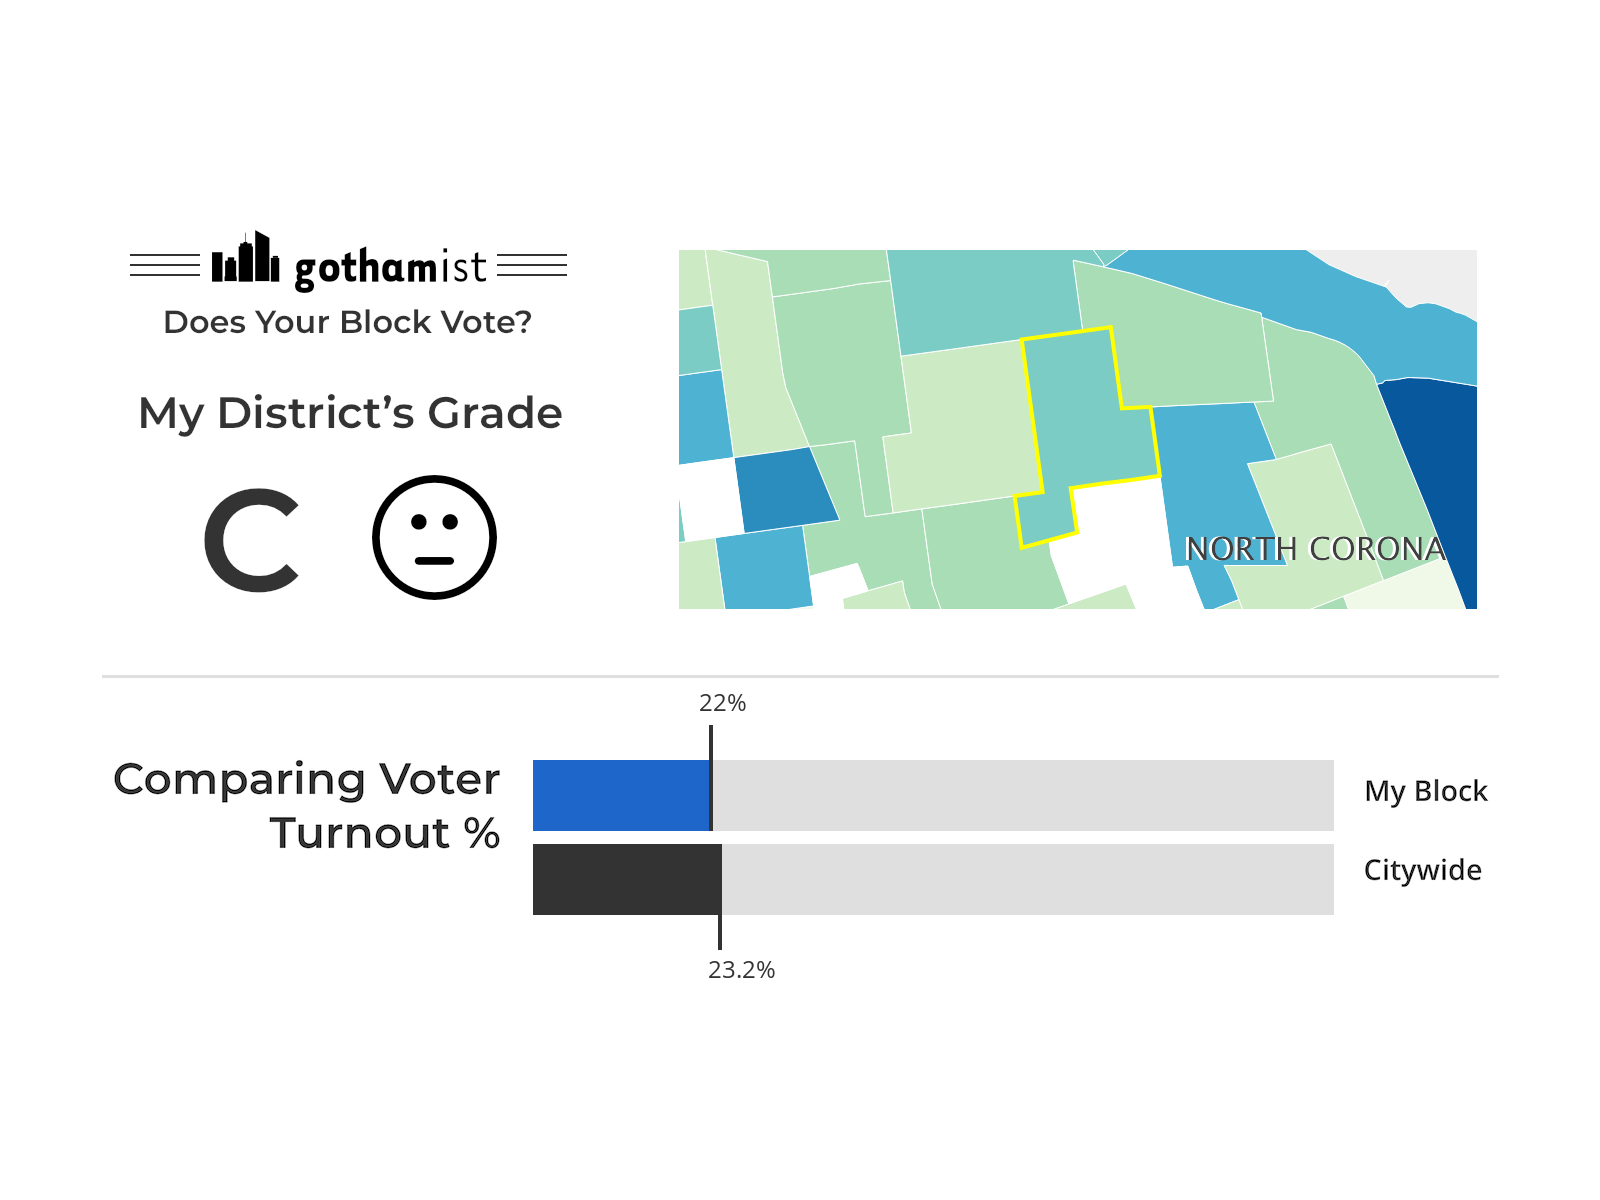 gothamist
Does Your Block Vote?
My District’s Grade
C
NORTH CORONA
22%
Comparing Voter
Turnout %
My Block
Citywide
23.2%